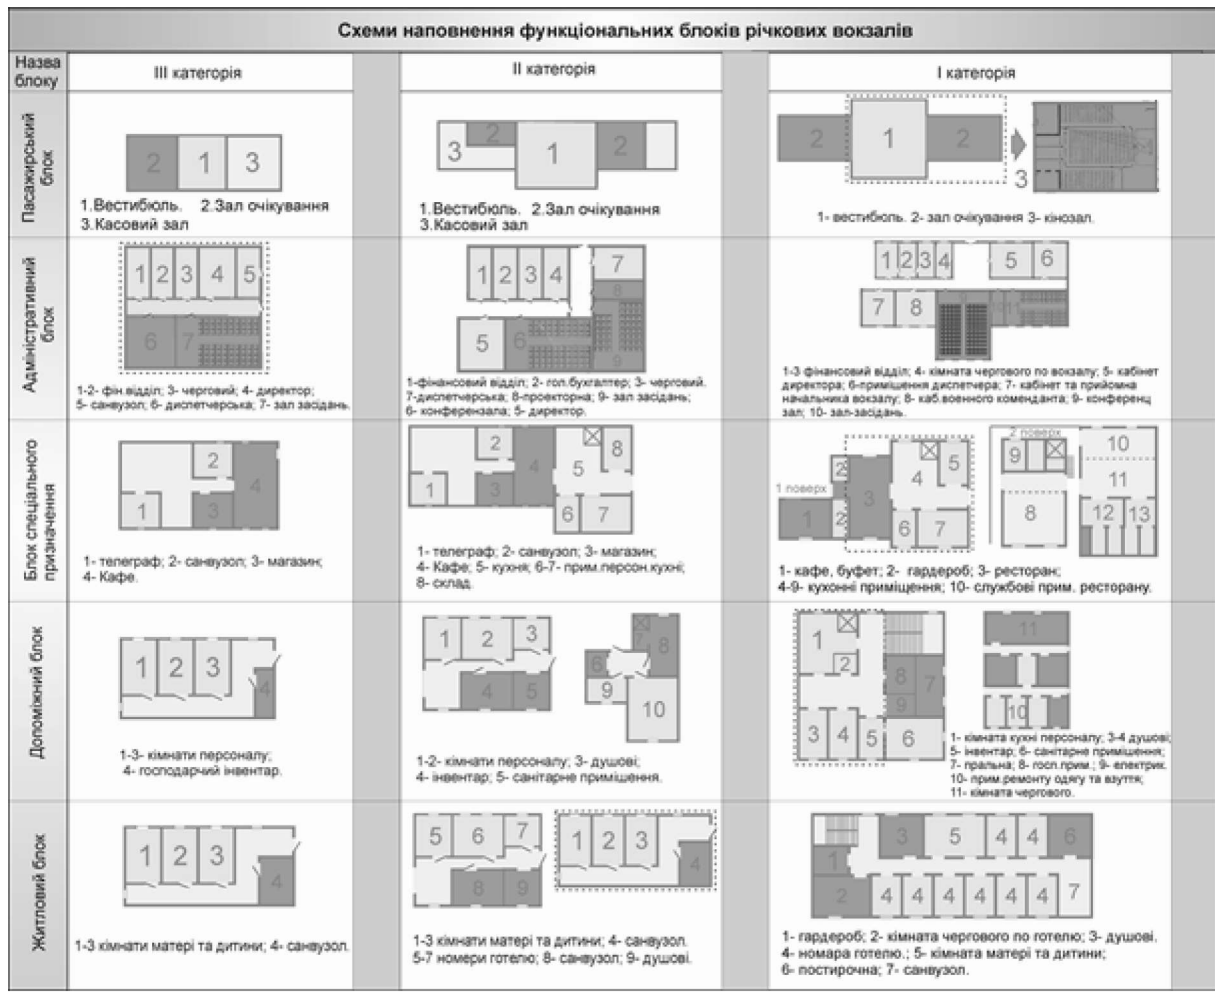 Схеми наповнення функціональних блоків річкових вокзалів
Назва
блоку
III категорія
II категорія
I категорія
Пасажирський
блок
2 1 3
1.Вестибюль. 2.Зал очікування
3.Касовий зал
3 2 1 2
1.Вестибюль. 2.Зал очікування
3.Касовий зал
2 1 2
3
1- вестибюль. 2- зал очікування 3- кінозал.
Адміністративний
блок
1 2 3 4 5
6 7
1-2- фін.відділ; 3- черговий; 4- директор;
5- санвузол; 6- диспетчерська; 7- зал засідань.
1 2 3 4 7
8
5 6 9
1-фінансовий відділ; 2- гол.бухгалтер; 3- черговий.
7-диспетчерська; 8-проекторна; 9- зал засідань;
6- конферензала; 5- директор.
1 2 3 4 5 6
7 8 9
1-3 фінансовий відділ; 4- кімната чергового по вокзалу; 5- кабінет
директора; 6-приміщення диспетчера; 7- кабінет та прийомна
начальника вокзалу; 8- каб.военного коменданта; 9- конференц
зал; 10- зал-засідань.
Блок спеціального
призначення
2 4
1 3
1- телеграф; 2- санвузол; 3- магазин;
4- Кафе.
2 4 5 8
1 3
6 7
1- телеграф; 2- санвузол; 3- магазин;
4- Кафе; 5- кухня; 6-7- прим.персон.кухні;
8- склад.
1 поверх
2 3 4 5
1 2 6 7
2 поверх
9 10
11
8 12 13
1- кафе, буфет; 2- гардероб; 3- ресторан;
4-9- кухонні приміщення; 10- службові прим. ресторану.
Допоміжний блок
1 2 3
4
1-3- кімнати персоналу;
4- господарчий інвентар.
1 2 3
4 5
7 8
6
9
10
1-2- кімнати персоналу; 3- душові;
4- інвентар; 5- санітарне приміщення.
1
2
8 7
9
3 4 5 6
11
10
1- кімната кухні персоналу; 3-4 душові;
5- інвентар; 6- санітарне приміщення;
7- пральна; 8- госп.прим.; 9- електрик.
10- прим.ремонту одягу та взуття;
11- кімната чергового.
Житловий блок
1 2 3
4
1-3 кімнати матері та дитини; 4- санвузол.
5 6 7
8 9
1 2 3
4
1-3 кімнати матері та дитини; 4- санвузол.
5-7 номери готелю; 8- санвузол; 9- душові.
3 5 4 4 6
1
2 4 4 4 4 4 4 7
1- гардероб; 2- кімната чергового по готелю; 3- душові.
4- номара готелю.; 5- кімната матері та дитини;
6- постирочна; 7- санвузол.